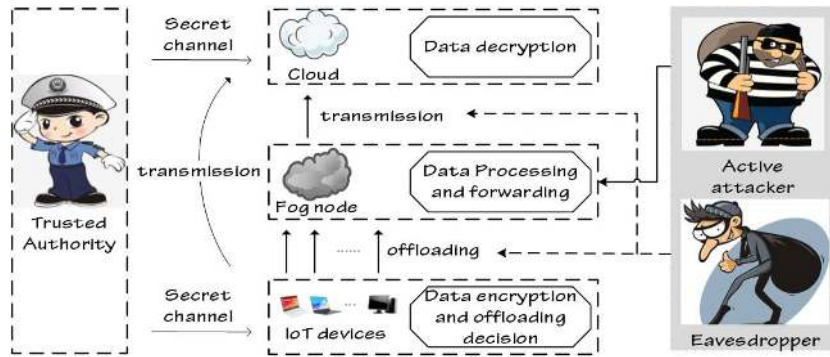 Secret
channel
Data decryption
Cloud
transmission
Active
attacker
Trusted
Authority
transmission
Data Processing
and forwarding
Fog node
offloading
Secret
channel
IoT devices
Data encryption
and offloading
decision
Eavesdropper